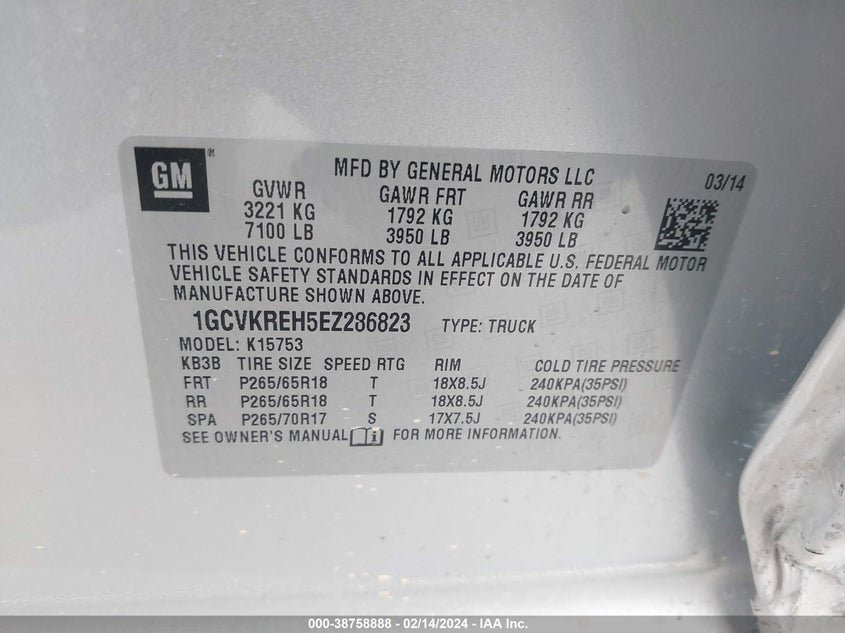 GM ®
MFD BY GENERAL MOTORS LLC
03/14
GVWR GAWR FRT GAWR RR
3221 KG 1792 KG 1792 KG
7100 LB 3950 LB 3950 LB
THIS VEHICLE CONFORMS TO ALL APPLICABLE U.S. FEDERAL MOTOR
VEHICLE SAFETY STANDARDS IN EFFECT ON THE DATE OF
MANUFACTURE SHOWN ABOVE.
1GCVKREH5EZ286823 TYPE: TRUCK
MODEL: K15753
KB3B TIRE SIZE SPEED RTG RIM COLD TIRE PRESSURE
FRT P265/65R18 T 18X8.5J 240KPA(35PSI)
RR P265/65R18 T 18X8.5J 240KPA(35PSI)
SPA P265/70R17 S 17X7.5J 240KPA(35PSI)
SEE OWNER'S MANUAL i FOR MORE INFORMATION.
000-38758888 - 02/14/2024 - IAA Inc.